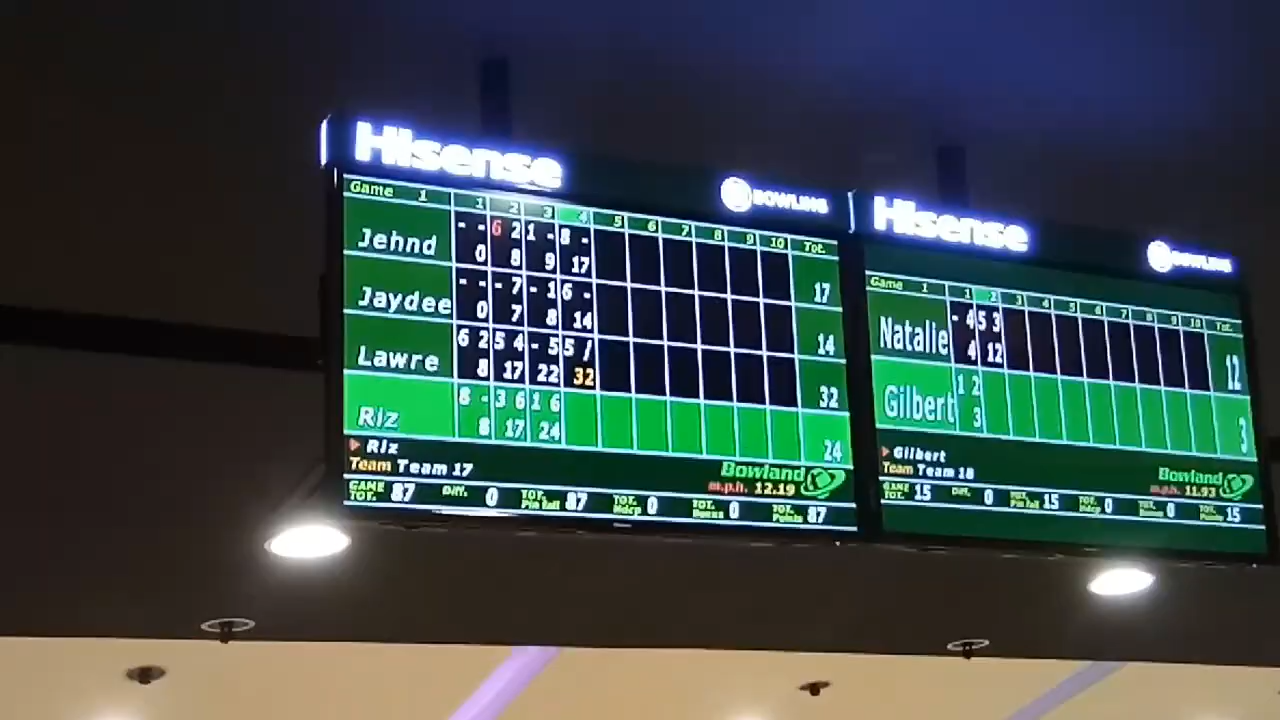 Hisense
BOWLING
Game 1 1 2 3 4 5 6 7 8 9 10 Tot.
Jehnd - - 6 2 1 - 8 -
0 8 9 17 17
Jaydee - - - 7 - 1 6 -
0 7 8 14 14
Lawre 6 2 5 4 - 5 5 /
8 17 22 32 32
Riz 8 - 3 6 1 6
8 17 24 24
Riz
Team Team 17
Bowland
m.p.h. 12.19
GAME TOT. 87 Diff. 0 TOT. Pin fall 87 TOT. Hdcp 0 TOT. Bonus 0 TOT. Points 87
Hisense
BOWLING
Game 1 1 2 3 4 5 6 7 8 9 10 Tot.
Natalie - 4 5 3
4 12 12
Gilbert 1 2
3 3
Gilbert
Team Team 18
Bowland
m.p.h. 11.93
GAME TOT. 15 Diff. 0 TOT. Pin fall 15 TOT. Hdcp 0 TOT. Bonus 0 TOT. Points 15